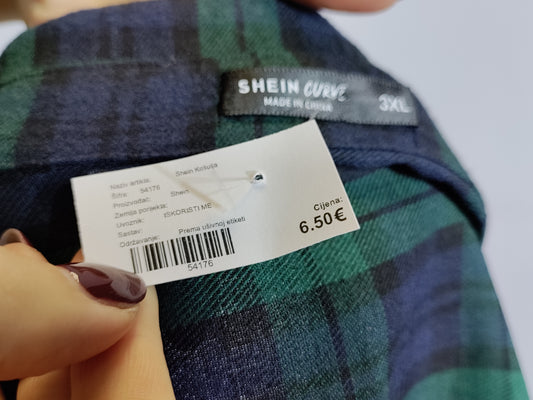 SHEIN CURVE
MADE IN CHINA
3XL
Naziv artikla: Shein Košulja
Šifra: 54176
Proizvođač: Shein
Zemlja porijekla:
Uvoznik: ISKORISTI ME
Sastav:
Održavanje: Prema ušivnoj etiketi
54176
Cijena:
6.50€